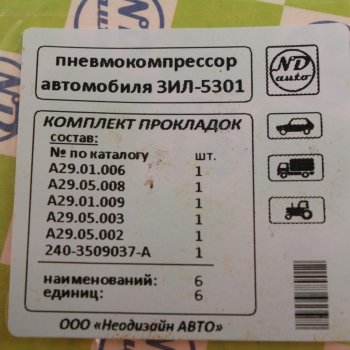 пневмокомпрессор
автомобиля ЗИЛ-5301
ND
auto
КОМПЛЕКТ ПРОКЛАДОК
состав:
№ по каталогу шт.
А29.01.006 1
А29.05.008 1
А29.01.009 1
А29.05.003 1
А29.05.002 1
240-3509037-А 1
наименований: 6
единиц: 6
ООО «Неодизайн АВТО»